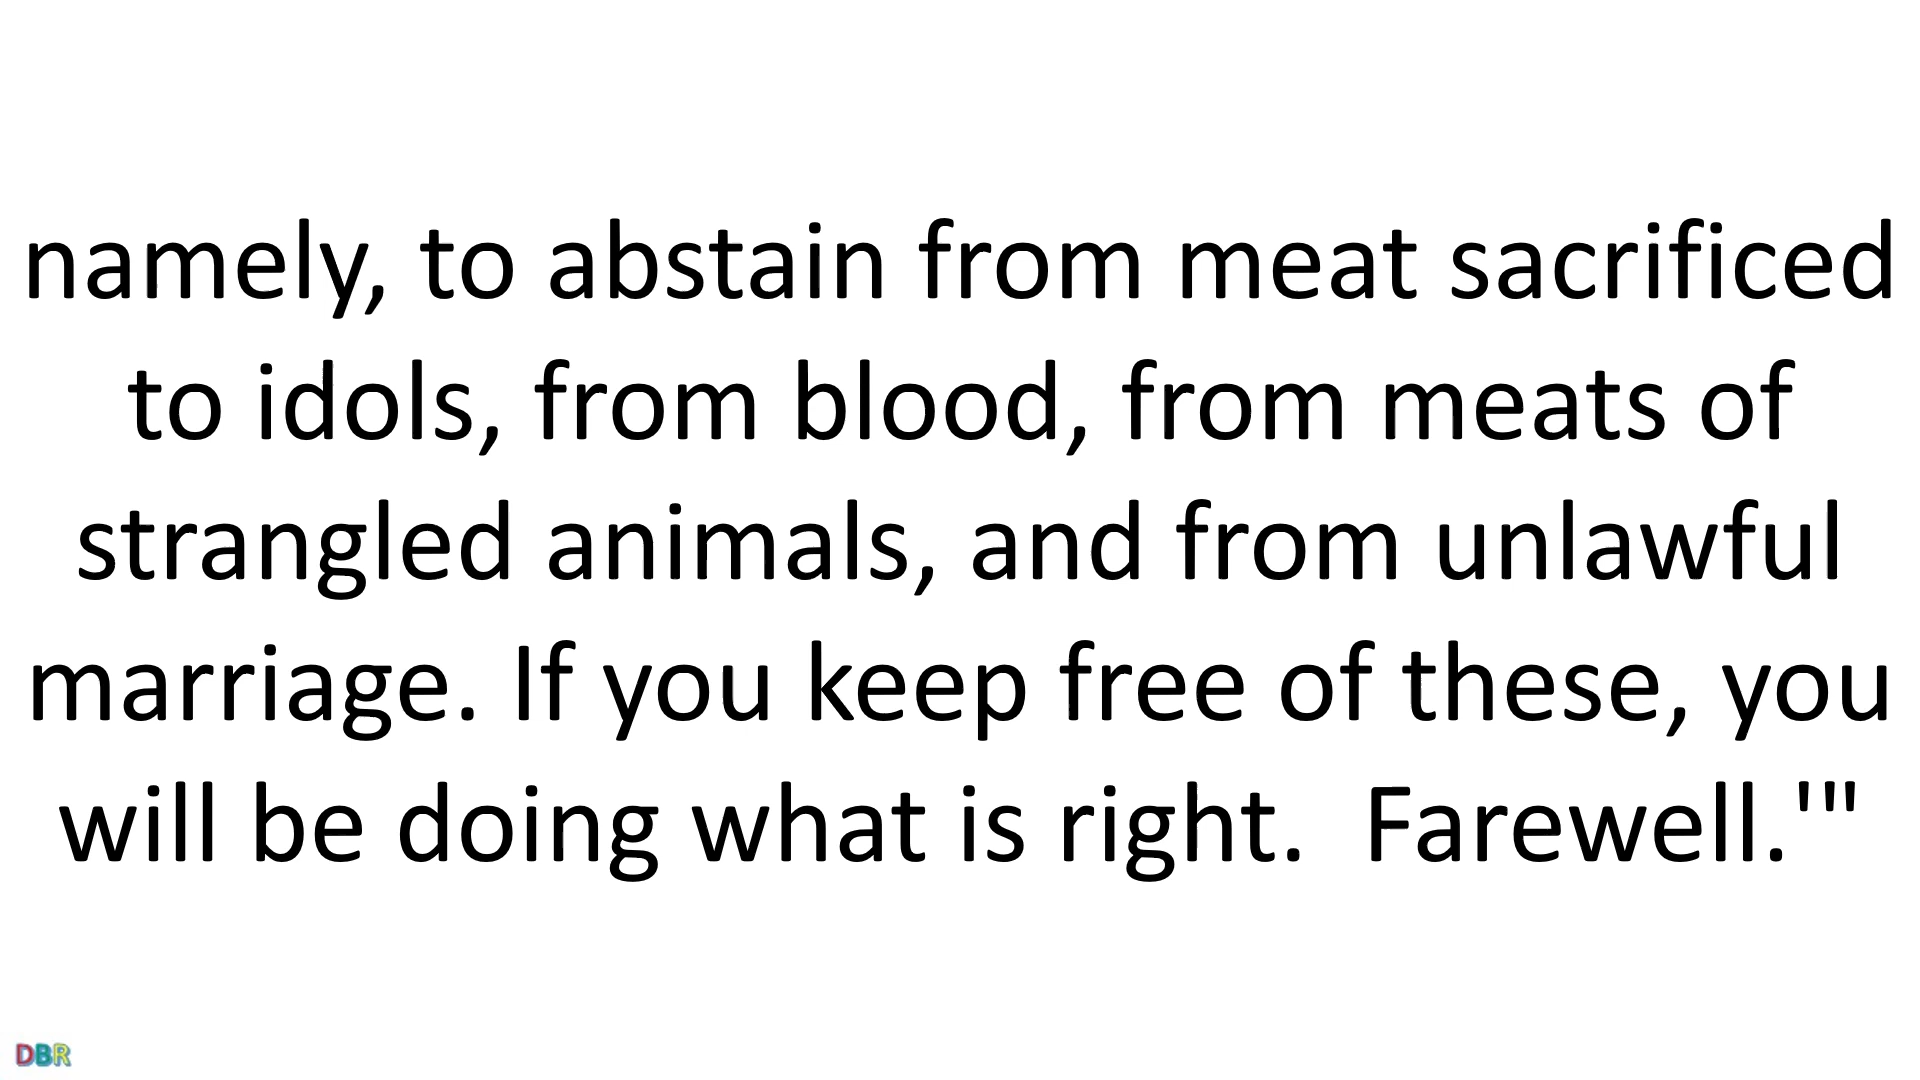 namely, to abstain from meat sacrificed
to idols, from blood, from meats of
strangled animals, and from unlawful
marriage. If you keep free of these, you
will be doing what is right.  Farewell.'"
DBR